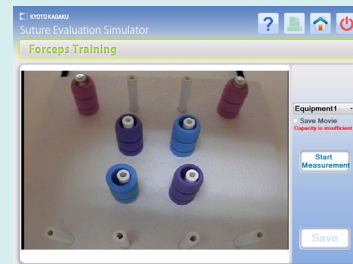 KYOTO KAGAKU
Suture Evaluation Simulator
?
Forceps Training
Equipment1
Save Movie
Capacity is insufficient
Start
Measurement
Save